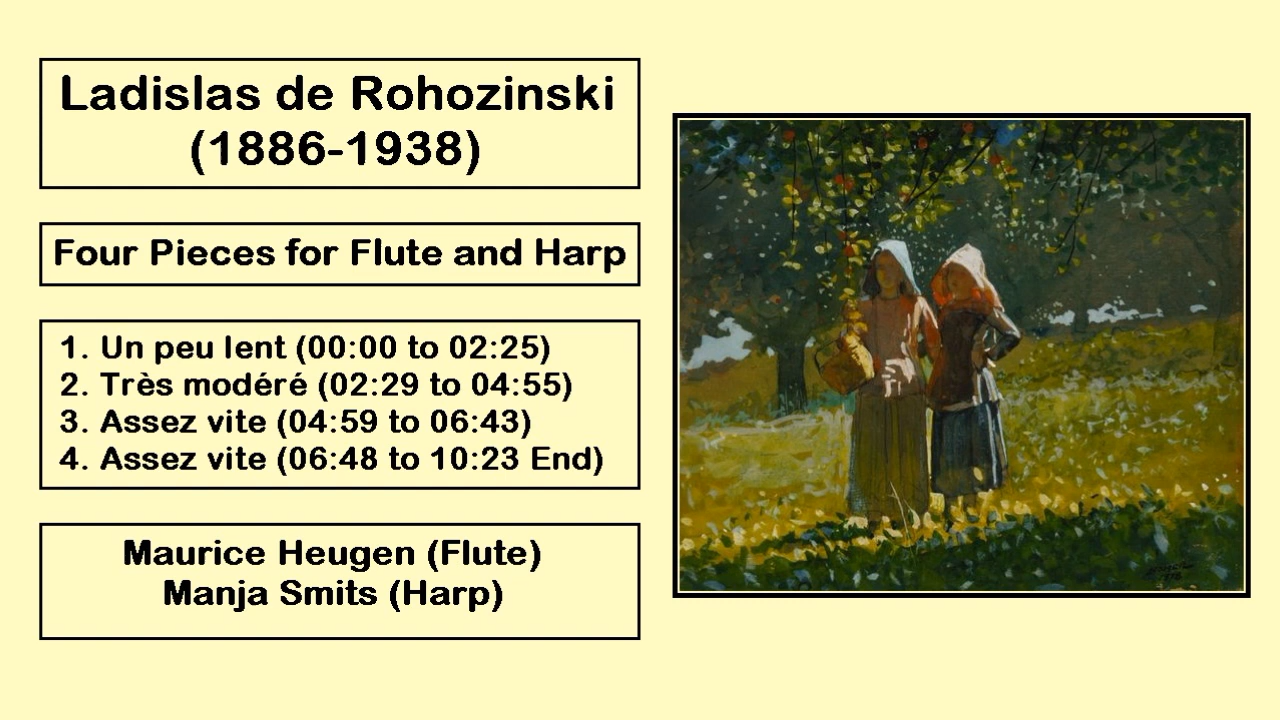 Ladislas de Rohozinski
(1886-1938)
Four Pieces for Flute and Harp
1. Un peu lent (00:00 to 02:25)
2. Très modéré (02:29 to 04:55)
3. Assez vite (04:59 to 06:43)
4. Assez vite (06:48 to 10:23 End)
Maurice Heugen (Flute)
Manja Smits (Harp)